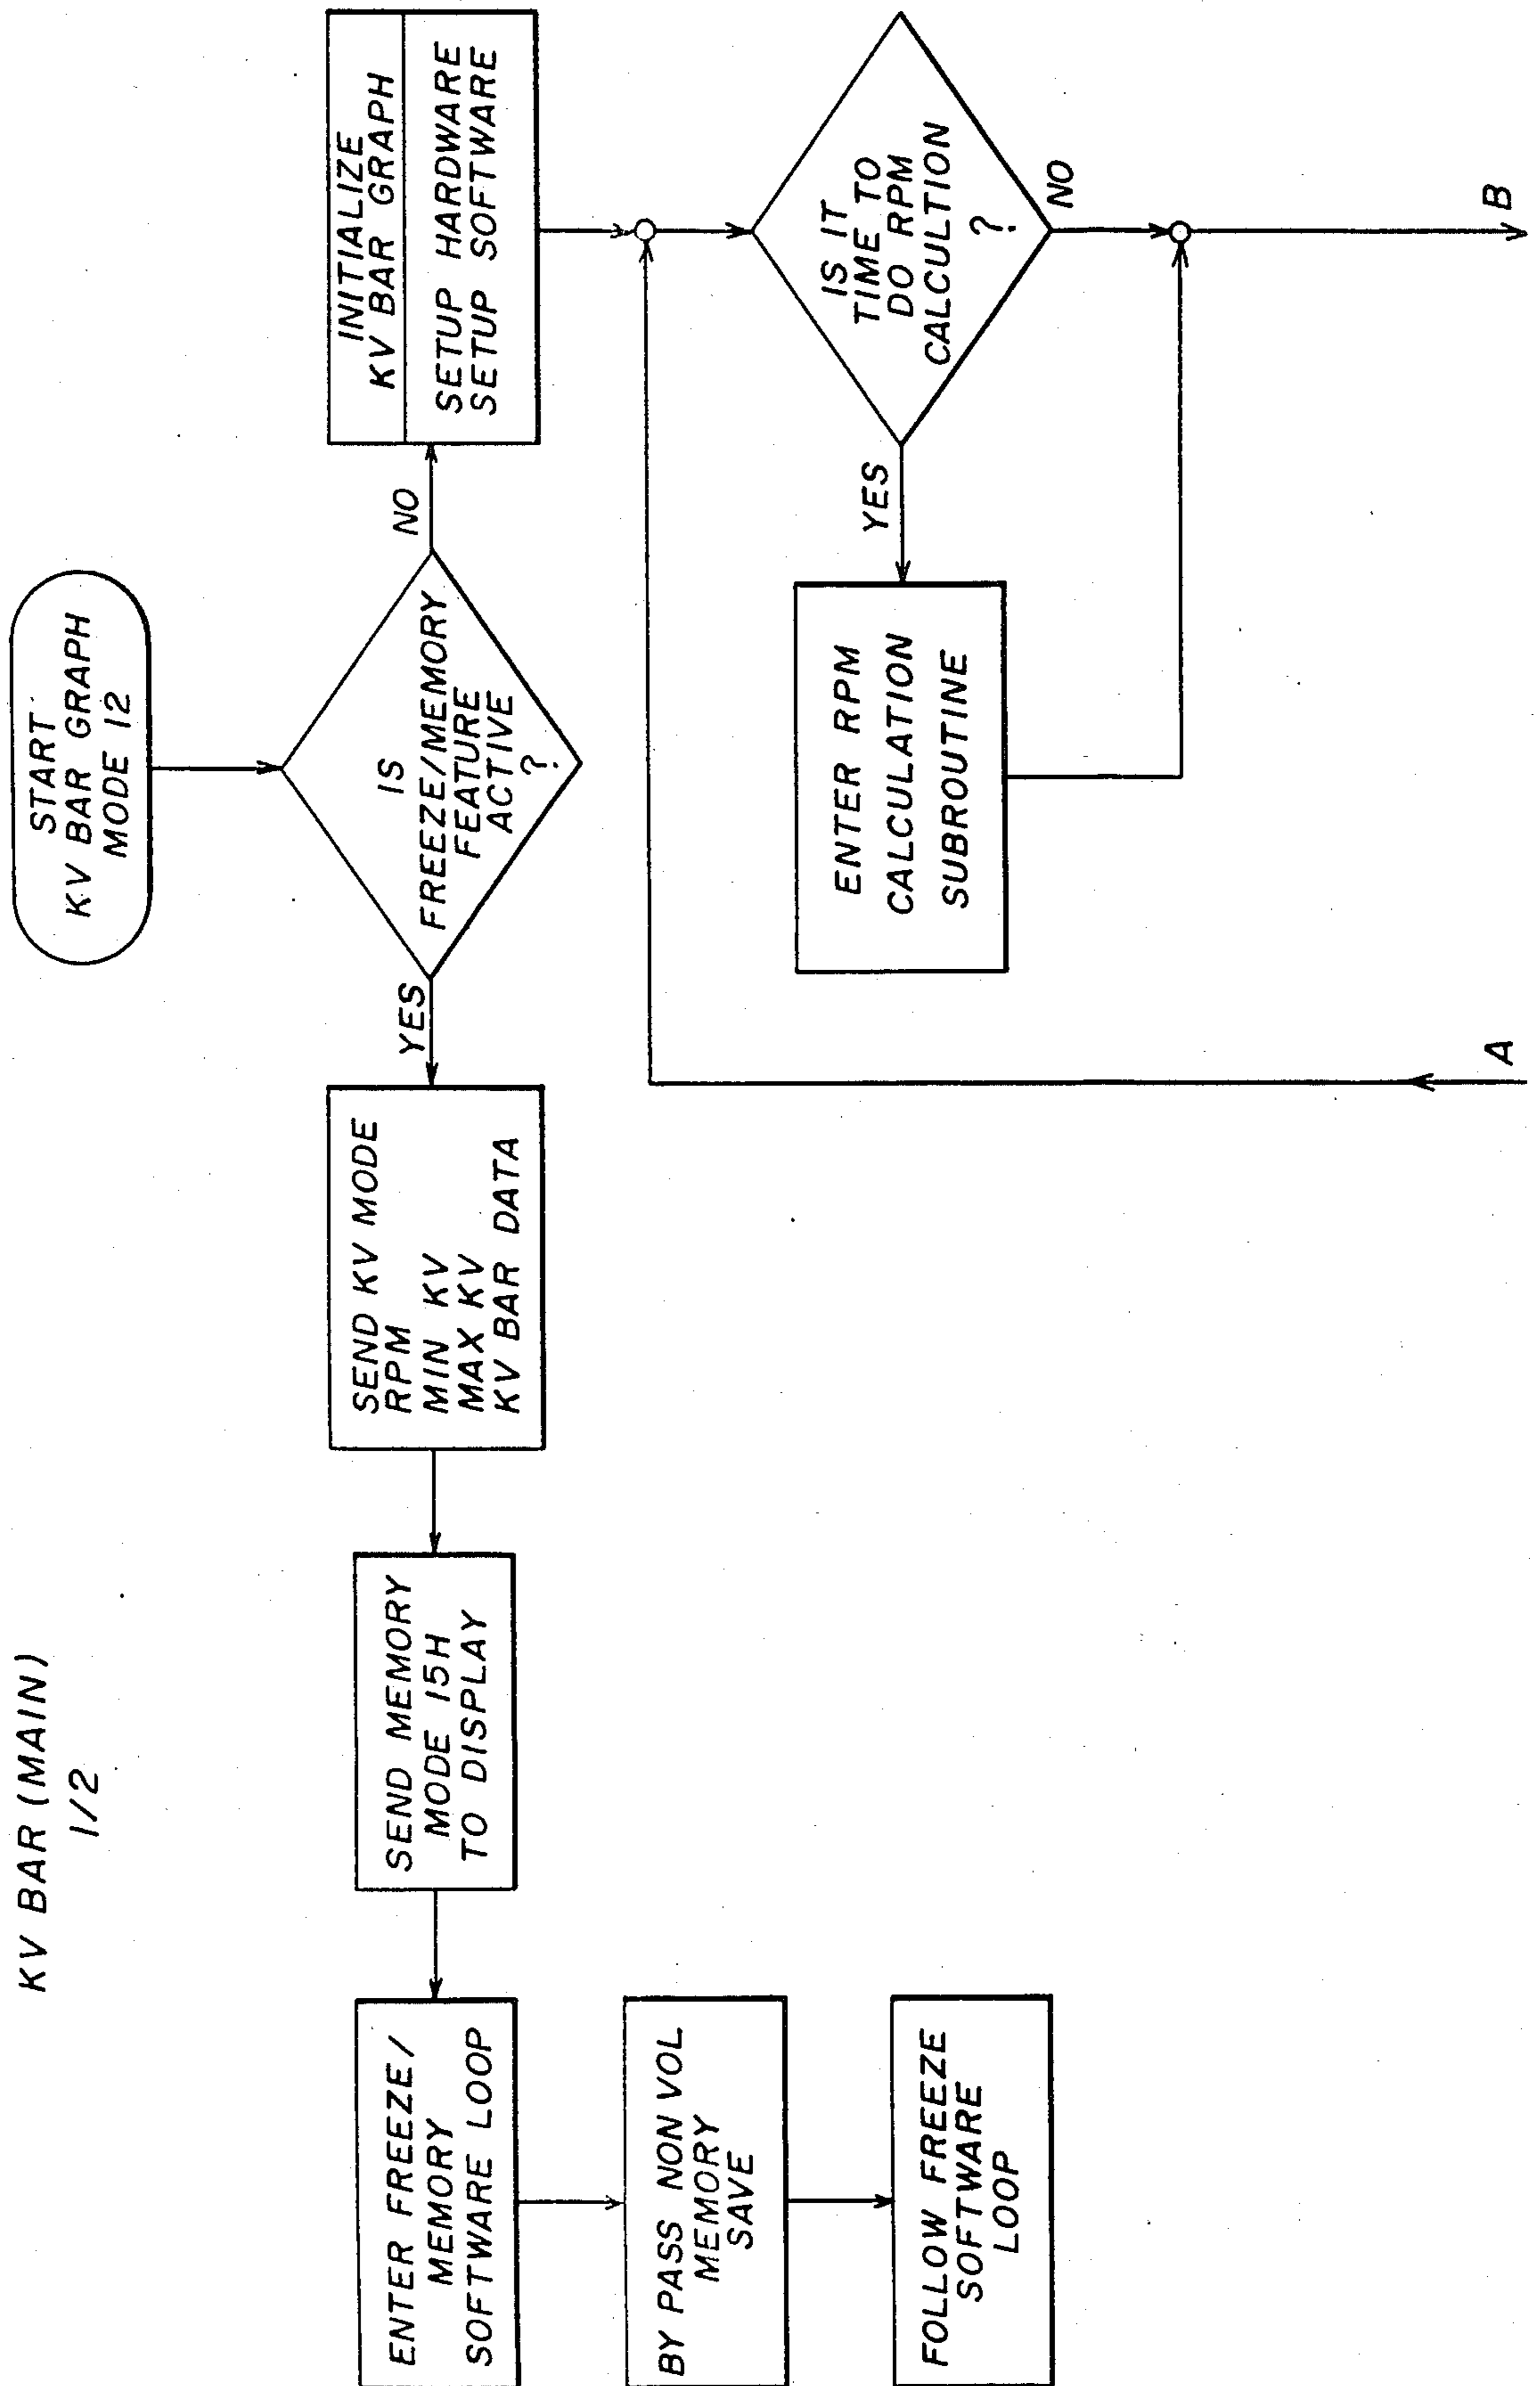 KV BAR (MAIN)
1/2
START
KV BAR GRAPH
MODE 12
IS
FREEZE/MEMORY
FEATURE
ACTIVE
?
YES
NO
SEND KV MODE
RPM
MIN KV
MAX KV
KV BAR DATA
SEND MEMORY
MODE 15H
TO DISPLAY
ENTER FREEZE/
MEMORY
SOFTWARE LOOP
BY PASS NON VOL
MEMORY
SAVE
FOLLOW FREEZE
SOFTWARE
LOOP
INITIALIZE
KV BAR GRAPH
SETUP HARDWARE
SETUP SOFTWARE
IS IT
TIME TO
DO RPM
CALCULTION
?
YES
NO
ENTER RPM
CALCULATION
SUBROUTINE
A
B